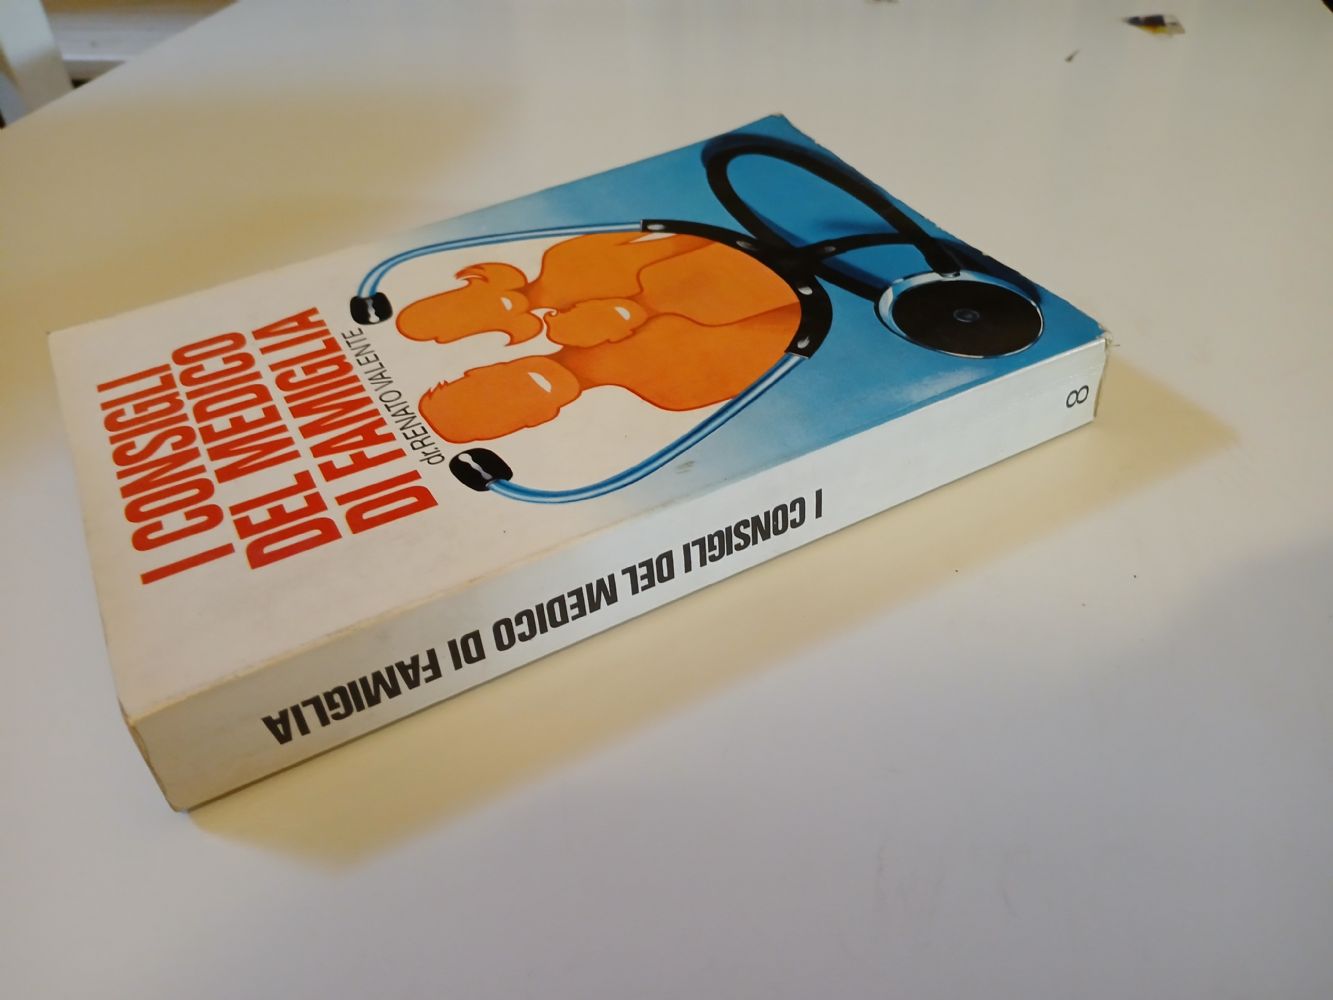 I CONSIGLI
DEL MEDICO
DI FAMIGLIA
dr.RENATO VALENTE
I CONSIGLI DEL MEDICO DI FAMIGLIA
8